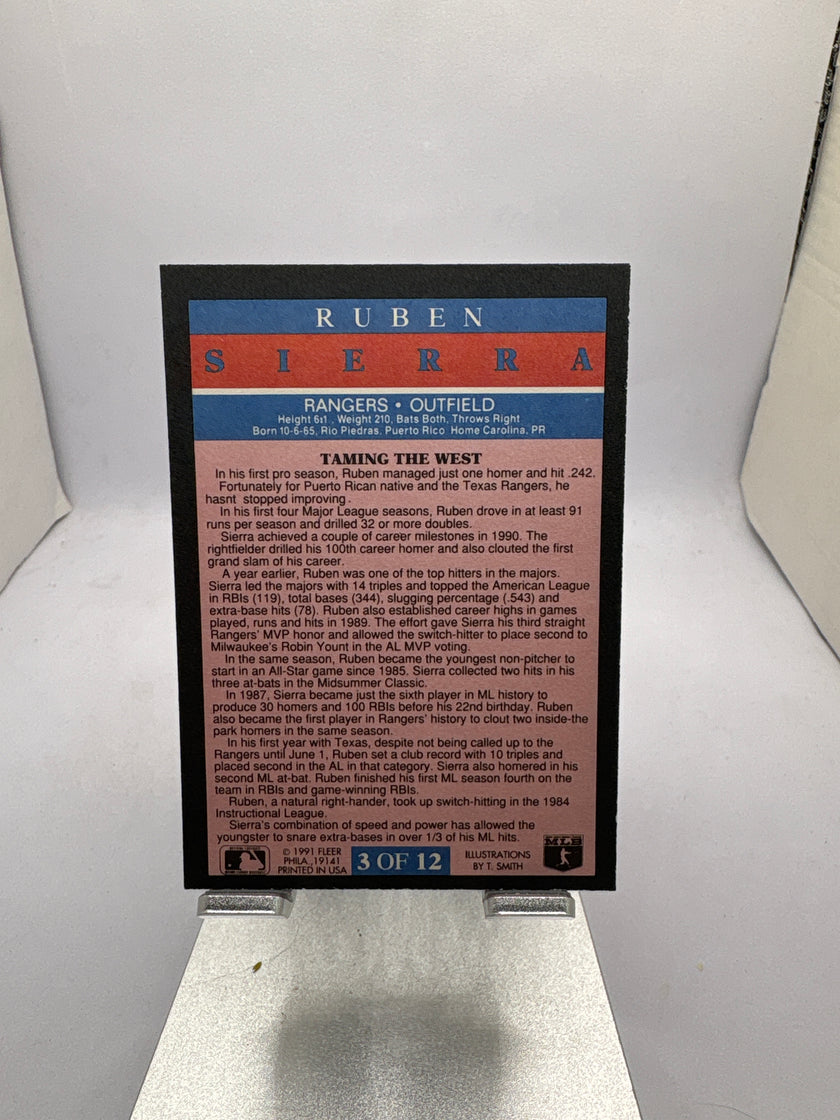 RUBEN
SIERRA
RANGERS • OUTFIELD
Height 6'1, Weight 210, Bats Both, Throws Right
Born 10-6-65, Rio Piedras, Puerto Rico Home Carolina, PR
TAMING THE WEST
In his first pro season, Ruben managed just one homer and hit .242.
Fortunately for Puerto Rican native and the Texas Rangers, he
hasnt stopped improving.
In his first four Major League seasons, Ruben drove in at least 91
runs per season and drilled 32 or more doubles.
Sierra achieved a couple of career milestones in 1990. The
rightfielder drilled his 100th career homer and also clouted the first
grand slam of his career.
A year earlier, Ruben was one of the top hitters in the majors.
Sierra led the majors with 14 triples and topped the American League
in RBIs (119), total bases (344), slugging percentage (.543) and
extra-base hits (78). Ruben also established career highs in games
played, runs and hits in 1989. The effort gave Sierra his third straight
Rangers' MVP honor and allowed the switch-hitter to place second to
Milwaukee's Robin Yount in the AL MVP voting.
In the same season, Ruben became the youngest non-pitcher to
start in an All-Star game since 1985. Sierra collected two hits in his
three at-bats in the Midsummer Classic.
In 1987, Sierra became just the sixth player in ML history to
produce 30 homers and 100 RBIs before his 22nd birthday. Ruben
also became the first player in Rangers' history to clout two inside-the
park homers in the same season.
In his first year with Texas, despite not being called up to the
Rangers until June 1, Ruben set a club record with 10 triples and
placed second in the AL in that category. Sierra also homered in his
second ML at-bat. Ruben finished his first ML season fourth on the
team in RBIs and game-winning RBIs.
Ruben, a natural right-hander, took up switch-hitting in the 1984
Instructional League.
Sierra's combination of speed and power has allowed the
youngster to snare extra-bases in over 1/3 of his ML hits.
© 1991 FLEER
PHILA., 19141
PRINTED IN USA
3 OF 12
ILLUSTRATIONS
BY T. SMITH